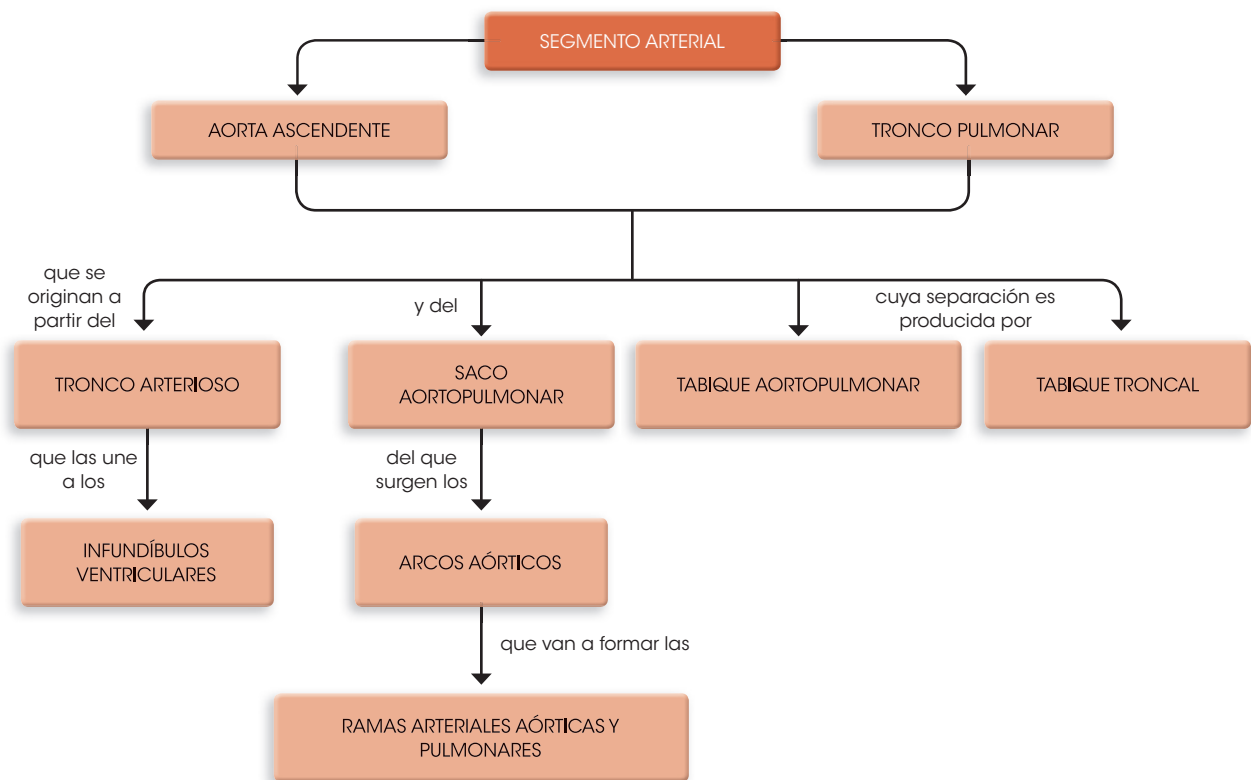 SEGMENTO ARTERIAL
AORTA ASCENDENTE
TRONCO PULMONAR
que se
originan a
partir del
y del
cuya separación es
producida por
TRONCO ARTERIOSO
SACO
AORTOPULMONAR
TABIQUE AORTOPULMONAR
TABIQUE TRONCAL
que las une
a los
del que
surgen los
INFUNDÍBULOS
VENTRICULARES
ARCOS AÓRTICOS
que van a formar las
RAMAS ARTERIALES AÓRTICAS Y
PULMONARES